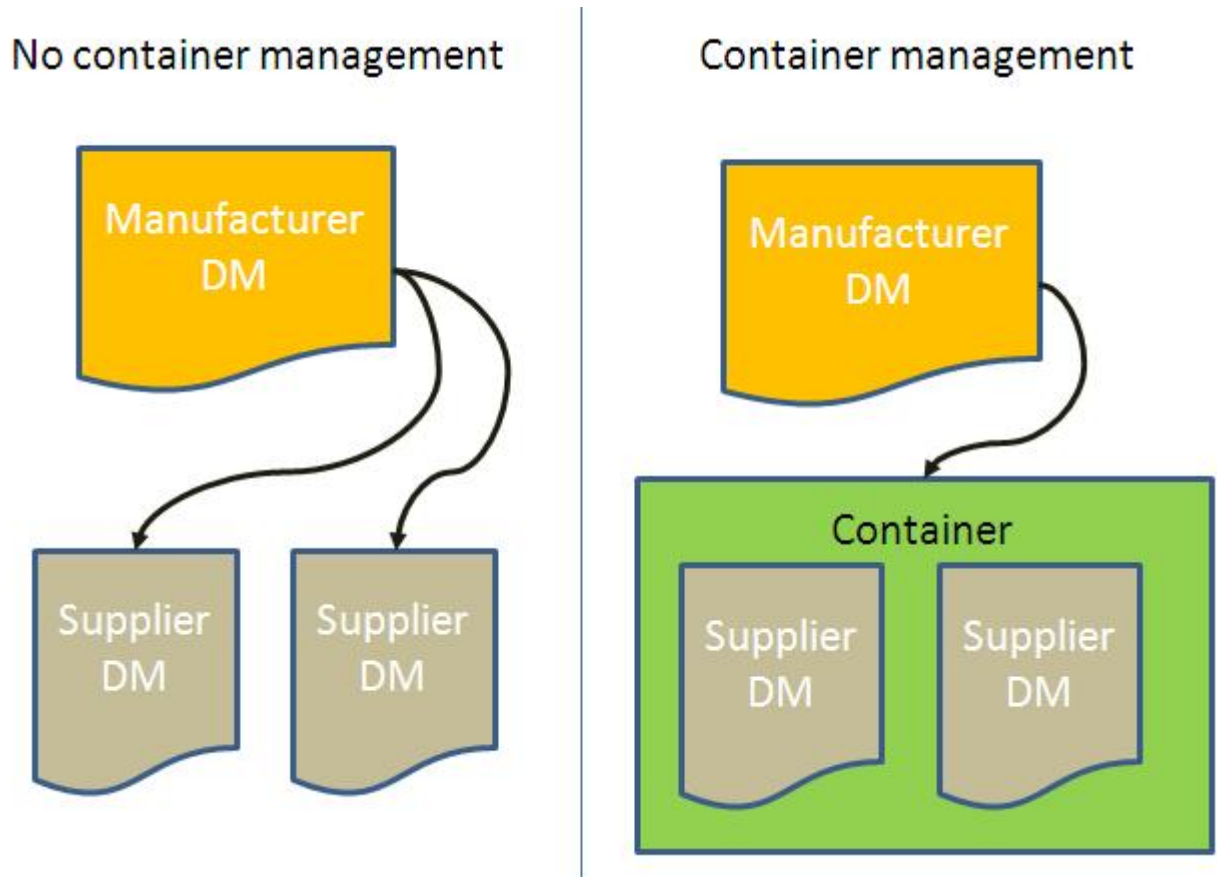 No container management
Manufacturer
DM
Supplier
DM
Supplier
DM
Container management
Manufacturer
DM
Container
Supplier
DM
Supplier
DM